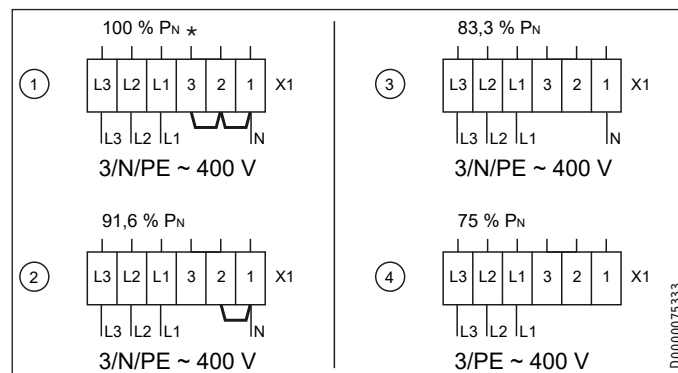 100 % PN *
1
L3 L2 L1 3 2 1 X1
L3 L2 L1 N
3/N/PE ~ 400 V
91,6 % PN
2
L3 L2 L1 3 2 1 X1
L3 L2 L1 N
3/N/PE ~ 400 V
83,3 % PN
3
L3 L2 L1 3 2 1 X1
L3 L2 L1 N
3/N/PE ~ 400 V
75 % PN
4
L3 L2 L1 3 2 1 X1
L3 L2 L1
3/PE ~ 400 V
D0000075333